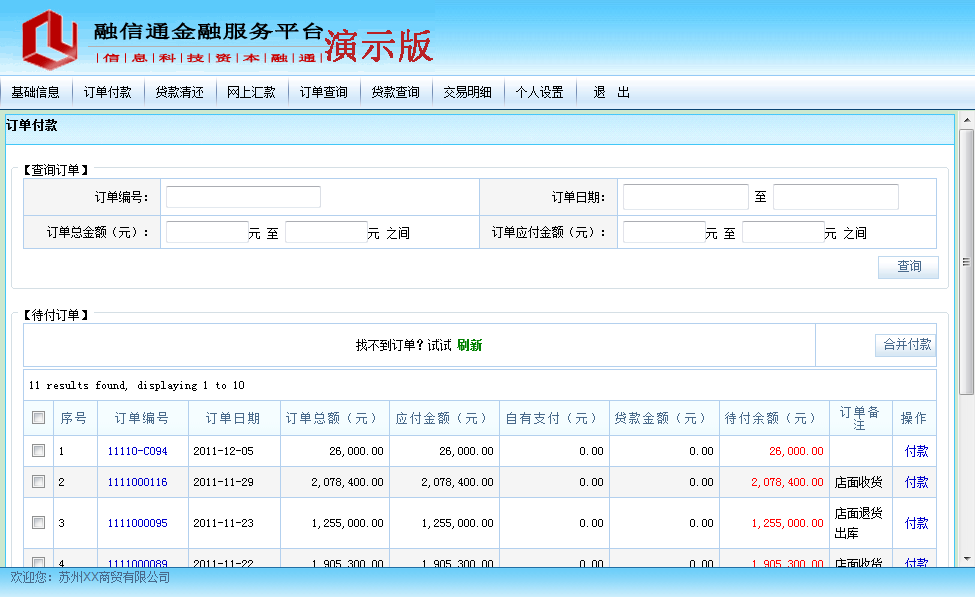 融信通金融服务平台
信息科技资本融通
演示版
基础信息 订单付款 贷款清还 网上汇款 订单查询 贷款查询 交易明细 个人设置 退 出
订单付款
【查询订单】
订单编号： 订单日期： 至
订单总金额（元）： 元 至 元 之间 订单应付金额（元）： 元 至 元 之间
查询
【待付订单】
找不到订单？试试 刷新 合并付款
11 results found, displaying 1 to 10
序号 订单编号 订单日期 订单总额（元） 应付金额（元） 自有支付（元） 贷款金额（元） 待付余额（元） 订单备注 操作
1 11110-C094 2011-12-05 26,000.00 26,000.00 0.00 0.00 26,000.00 付款
2 1111000116 2011-11-29 2,078,400.00 2,078,400.00 0.00 0.00 2,078,400.00 店面收货 付款
3 1111000095 2011-11-23 1,255,000.00 1,255,000.00 0.00 0.00 1,255,000.00 店面退货出库 付款
4 1111000089 2011-11-22 1,905,300.00 1,905,300.00 0.00 0.00 1,905,300.00 店面收货 付款
欢迎您：苏州XX商贸有限公司